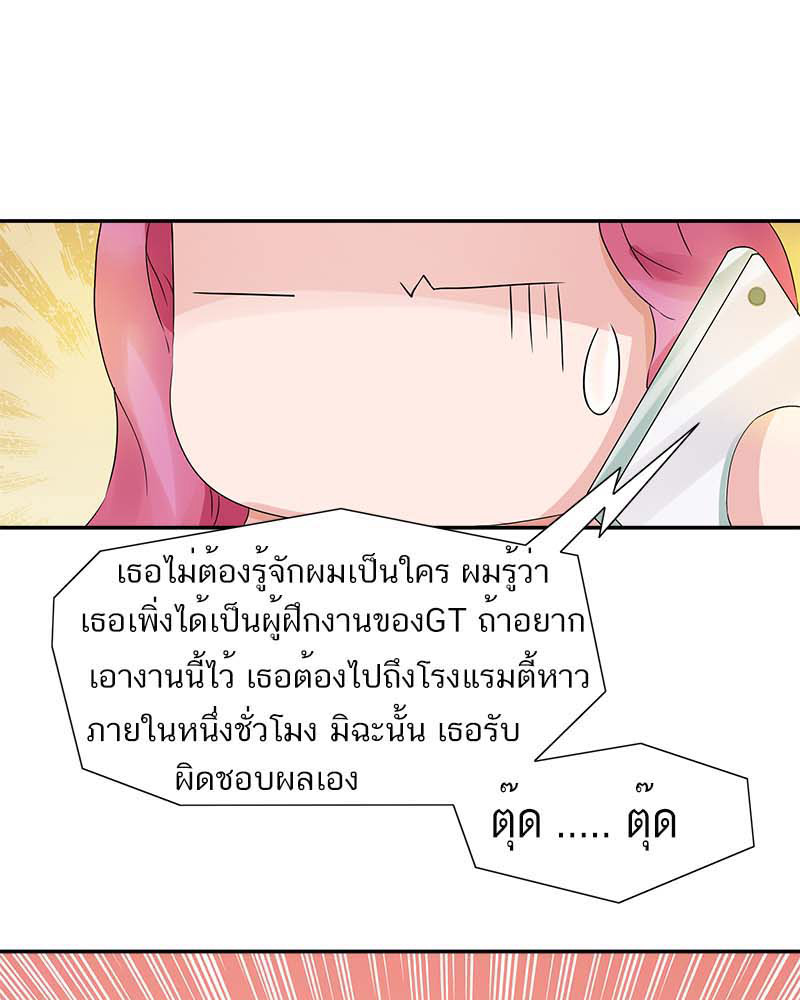 เธอไม่ต้องรู้จักผมเป็นใคร ผมรู้ว่า
เธอเพิ่งได้เป็นผู้ฝึกงานของGT ถ้าอยาก
เอางานนี้ไว้ เธอต้องไปถึงโรงแรมตี้หาว
ภายในหนึ่งชั่วโมง มิฉะนั้น เธอรับ
ผิดชอบผลเอง
ตุ๊ด ..... ตุ๊ด